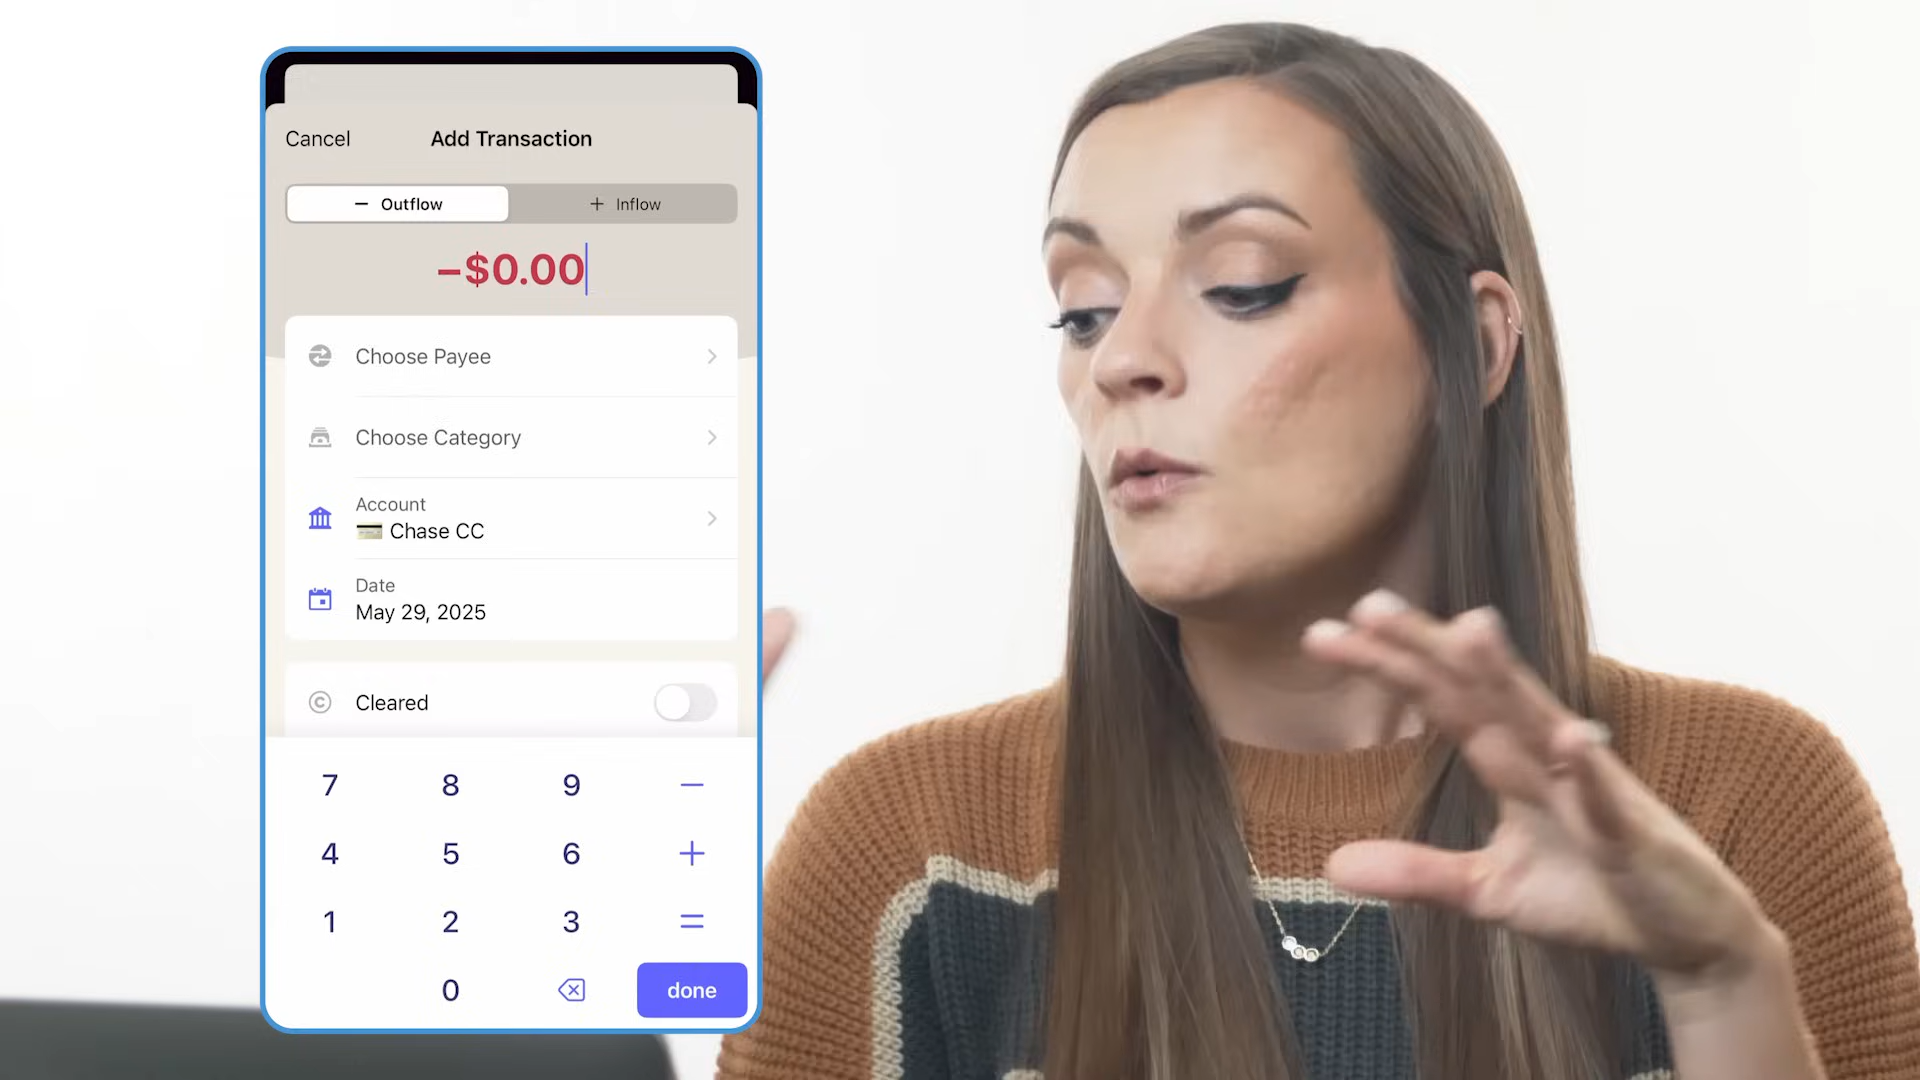 Cancel Add Transaction
− Outflow + Inflow
−$0.00
Choose Payee
Choose Category
Account
💳 Chase CC
Date
May 29, 2025
Cleared
7 8 9 −
4 5 6 +
1 2 3 =
0 done